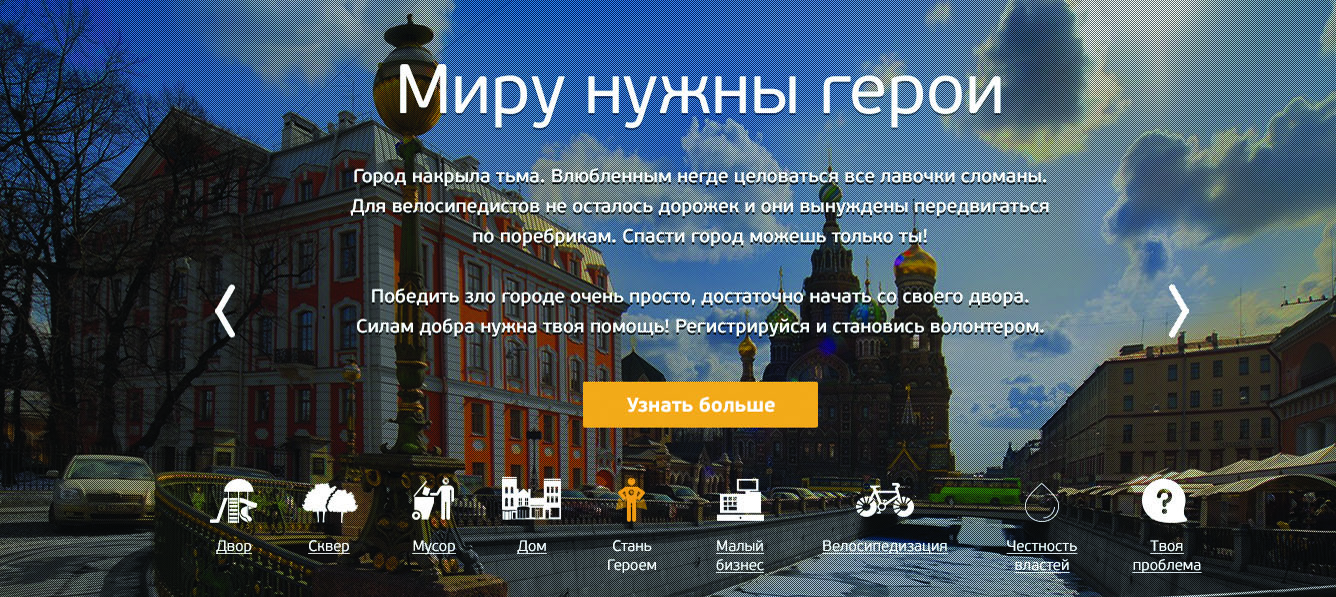 Миру нужны герои
Город накрыла тьма. Влюбленным негде целоваться все лавочки сломаны.
Для велосипедистов не осталось дорожек и они вынуждены передвигаться
по поребрикам. Спасти город можешь только ты!
Победить зло городе очень просто, достаточно начать со своего двора.
Силам добра нужна твоя помощь! Регистрируйся и становись волонтером.
Узнать больше
?
Двор Сквер Мусор Дом Стань Малый Велосипедизация Честность Твоя
Героем бизнес властей проблема